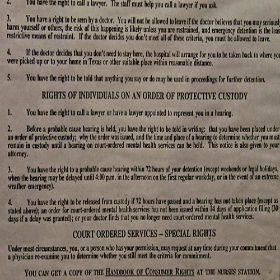 2. You have the right to call a lawyer. The staff must help you call a lawyer if you ask.
3. You have a right to be seen by a doctor. You will not be allowed to leave if the doctor believes that you may seriously
harm yourself or others, the risk of this happening is likely unless you are restrained, and emergency detention is the least
restrictive means of restraint. If the doctor decides you don't meet all of these criteria, you must be allowed to leave.
4. If the doctor decides that you don't need to stay here, the hospital will arrange for you to be taken back to where you
were picked up or to your home in Texas or other suitable place within reasonable distance.
5. You have the right to be told that anything you say or do may be used in proceedings for further detention.
RIGHTS OF INDIVIDUALS ON AN ORDER OF PROTECTIVE CUSTODY
1. You have the right to call a lawyer or have a lawyer appointed to represent you in a hearing.
2. Before a probable cause hearing is held, you have the right to be told in writing: that you have been placed under
an order of protective custody; why the order was issued; and the time and place of a hearing to determine whether you must
remain in custody until a hearing on court-ordered mental health services can be held. This notice is also given to your
attorney.
3. You have the right to a probable cause hearing within 72 hours of your detention (except weekends or legal holidays,
when the hearing may be delayed until 4:00 p.m. in the afternoon on the first regular workday, or in the event of an extreme
weather emergency).
4. You have the right to be released from custody if 72 hours have passed and a hearing has not taken place (except as
stated above); an order for court-ordered mental health services has not been issued within 14 days of application filing (30
days if a delay was granted); or your doctor finds that you no longer need court-ordered mental health services.
COURT ORDERED SERVICES – SPECIAL RIGHTS
Under most circumstances, you, or a person who has your permission, may request at any time during your commitment that
a physician re-examine you to determine whether you still meet the criteria for commitment.
YOU CAN GET A COPY OF THE HANDBOOK OF CONSUMER RIGHTS AT THE NURSES STATION.